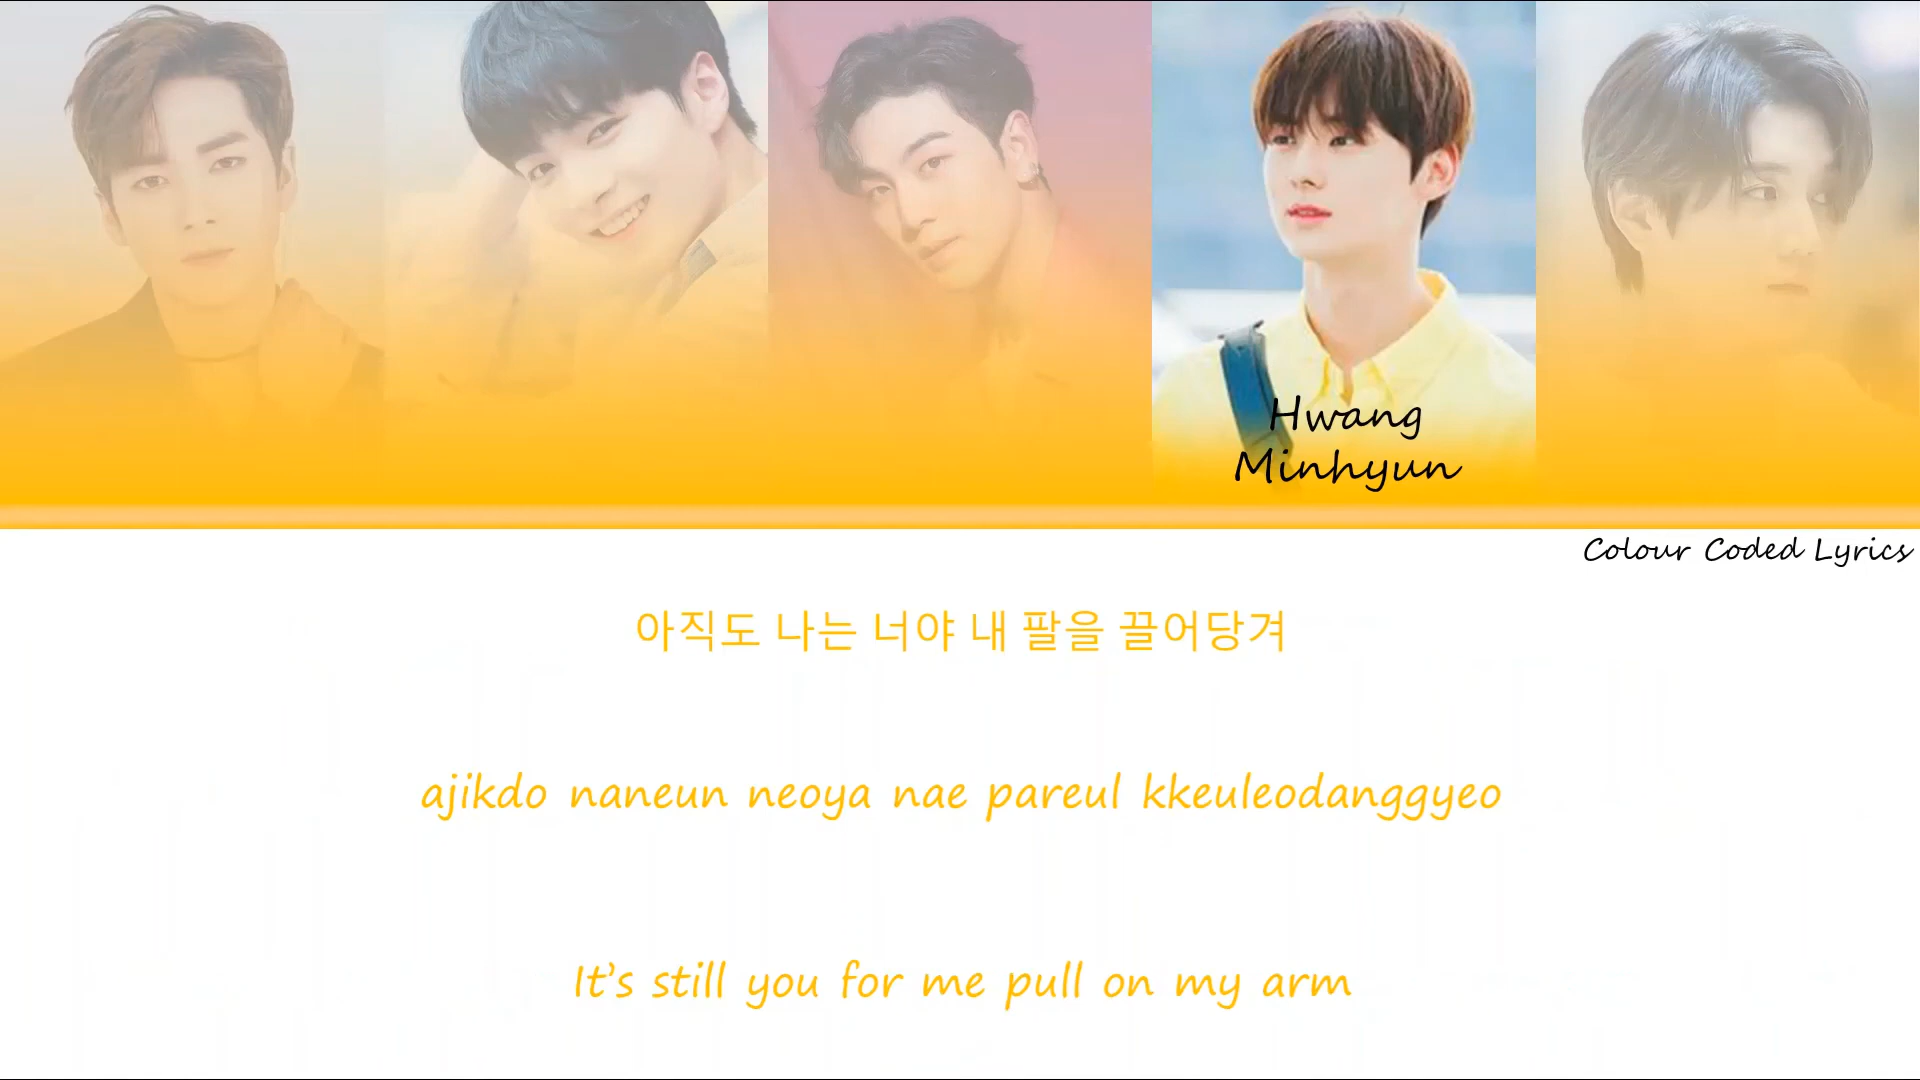 Hwang
Minhyun
Colour Coded Lyrics
아직도 나는 너야 내 팔을 끌어당겨
ajikdo naneun neoya nae pareul kkeuleodanggyeo
It's still you for me pull on my arm